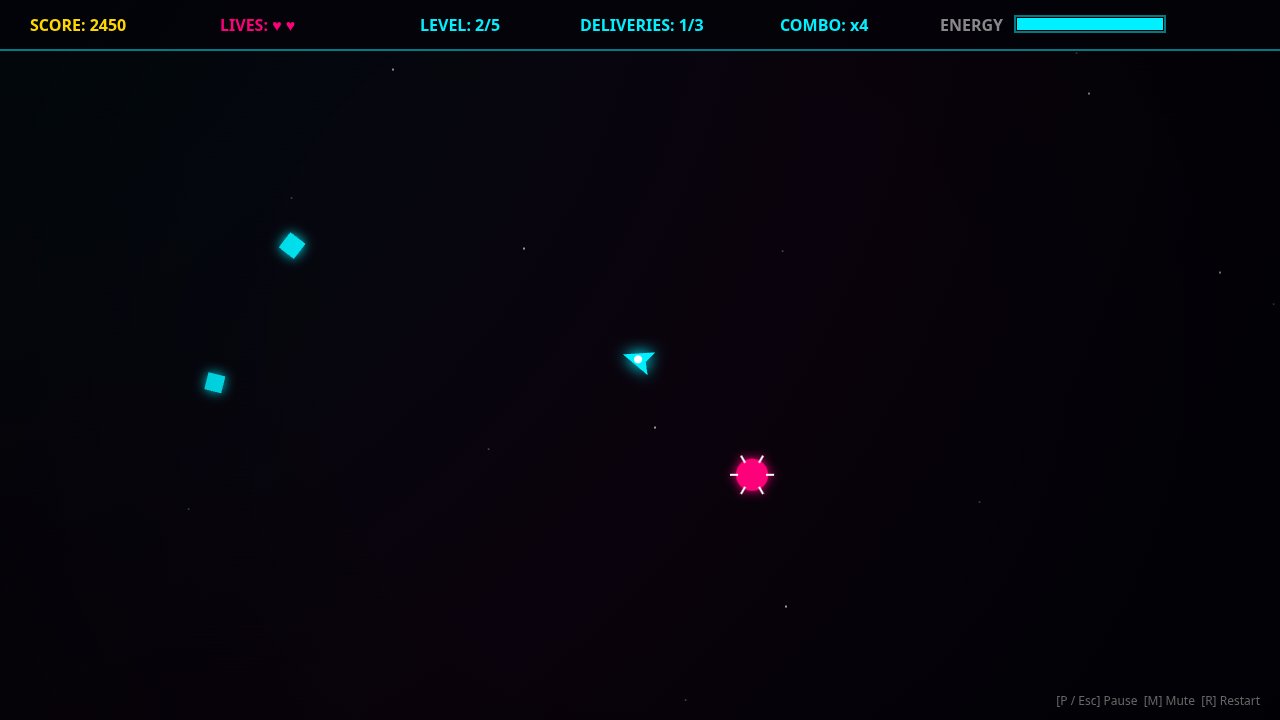 SCORE: 2450 LIVES: ♥ ♥ LEVEL: 2/5 DELIVERIES: 1/3 COMBO: x4 ENERGY
[P / Esc] Pause [M] Mute [R] Restart